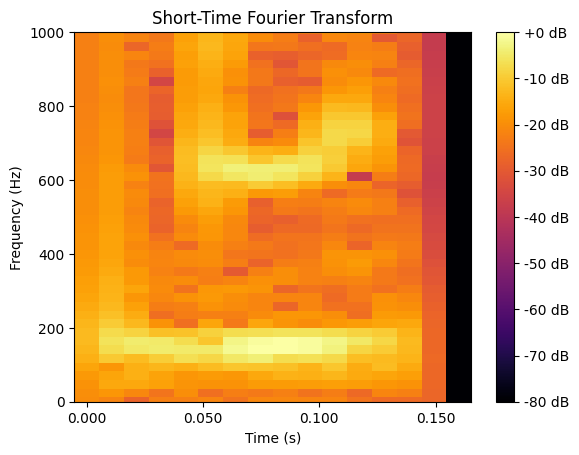 Short-Time Fourier Transform
1000
800
600
400
200
0
Frequency (Hz)
0.000
0.050
0.100
0.150
Time (s)
+0 dB
-10 dB
-20 dB
-30 dB
-40 dB
-50 dB
-60 dB
-70 dB
-80 dB